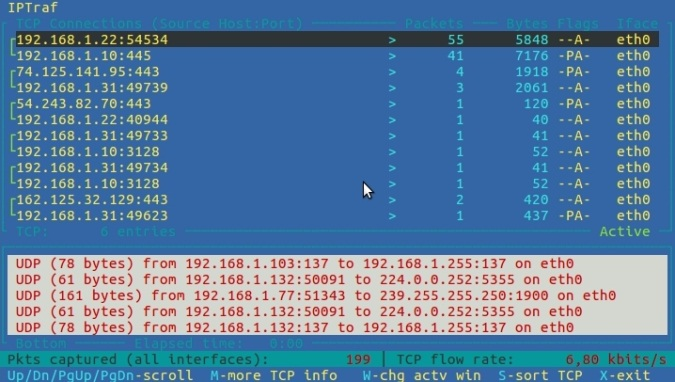 IPTraf
TCP Connections (Source Host:Port) Packets Bytes Flags Iface
192.168.1.22:54534 > 55 5848 --A- eth0
192.168.1.10:445 > 41 7176 -PA- eth0
74.125.141.95:443 > 4 1918 -PA- eth0
192.168.1.31:49739 > 3 2061 --A- eth0
54.243.82.70:443 > 1 120 -PA- eth0
192.168.1.22:40944 > 1 40 --A- eth0
192.168.1.31:49733 > 1 41 --A- eth0
192.168.1.10:3128 > 1 52 --A- eth0
192.168.1.31:49734 > 1 41 --A- eth0
192.168.1.10:3128 > 1 52 --A- eth0
162.125.32.129:443 > 2 420 --A- eth0
192.168.1.31:49623 > 1 437 -PA- eth0
TCP: 6 entries Active
UDP (78 bytes) from 192.168.1.103:137 to 192.168.1.255:137 on eth0
UDP (61 bytes) from 192.168.1.132:50091 to 224.0.0.252:5355 on eth0
UDP (161 bytes) from 192.168.1.77:51343 to 239.255.255.250:1900 on eth0
UDP (61 bytes) from 192.168.1.132:50091 to 224.0.0.252:5355 on eth0
UDP (78 bytes) from 192.168.1.132:137 to 192.168.1.255:137 on eth0
Bottom Elapsed time: 0:00
Pkts captured (all interfaces): 199 | TCP flow rate: 6,80 kbits/s
Up/Dn/PgUp/PgDn-scroll M-more TCP info W-chg actv win S-sort TCP X-exit